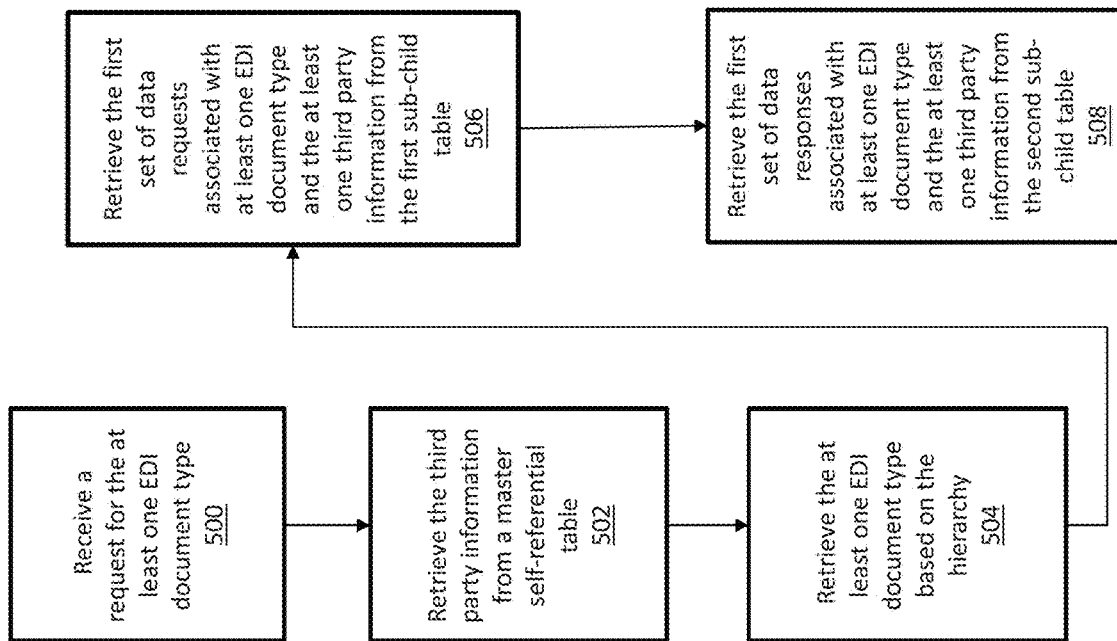 Receive a
request for the at
least one EDI
document type
500
Retrieve the third
party information
from a master
self-referential
table
502
Retrieve the at
least one EDI
document type
based on the
hierarchy
504
Retrieve the first
set of data
requests
associated with
at least one EDI
document type
and the at least
one third party
information from
the first sub-child
table
506
Retrieve the first
set of data
responses
associated with
at least one EDI
document type
and the at least
one third party
information from
the second sub-
child table
508